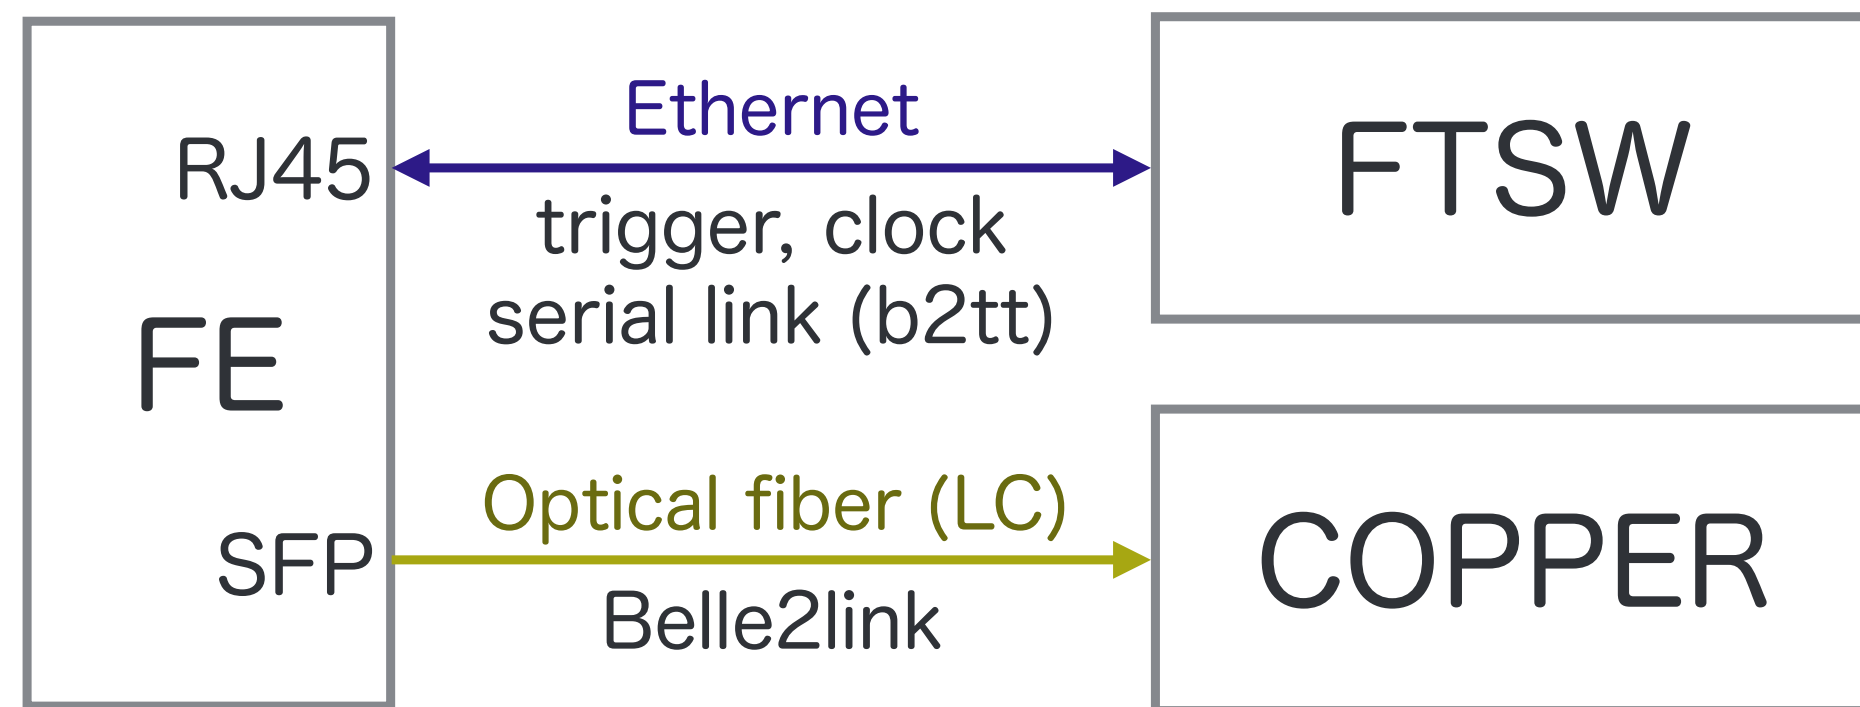 Ethernet
RJ45
FTSW
trigger, clock
serial link (b2tt)
FE
Optical fiber (LC)
SFP
COPPER
Belle2link